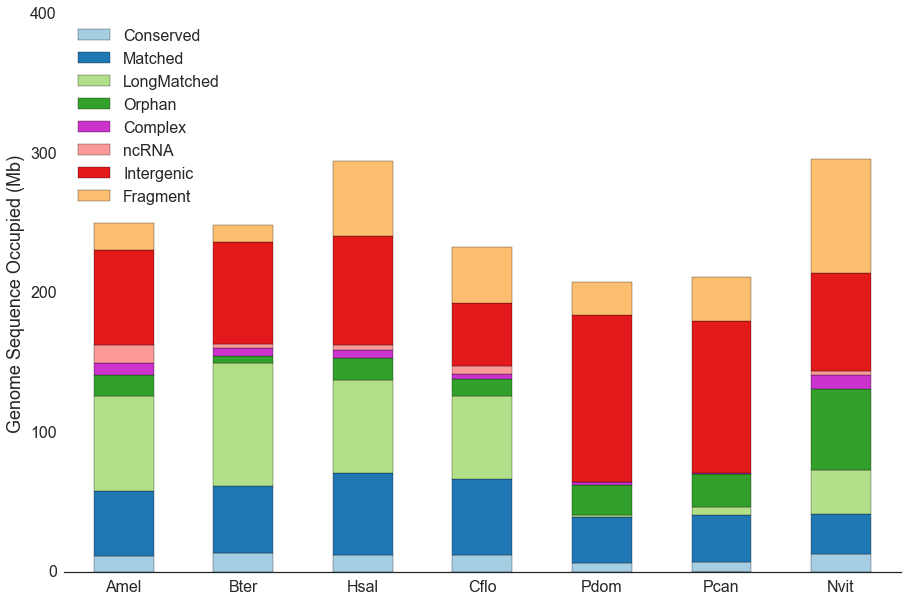 400
300
200
100
0
Genome Sequence Occupied (Mb)
Conserved
Matched
LongMatched
Orphan
Complex
ncRNA
Intergenic
Fragment
Amel Bter Hsal Cflo Pdom Pcan Nvit